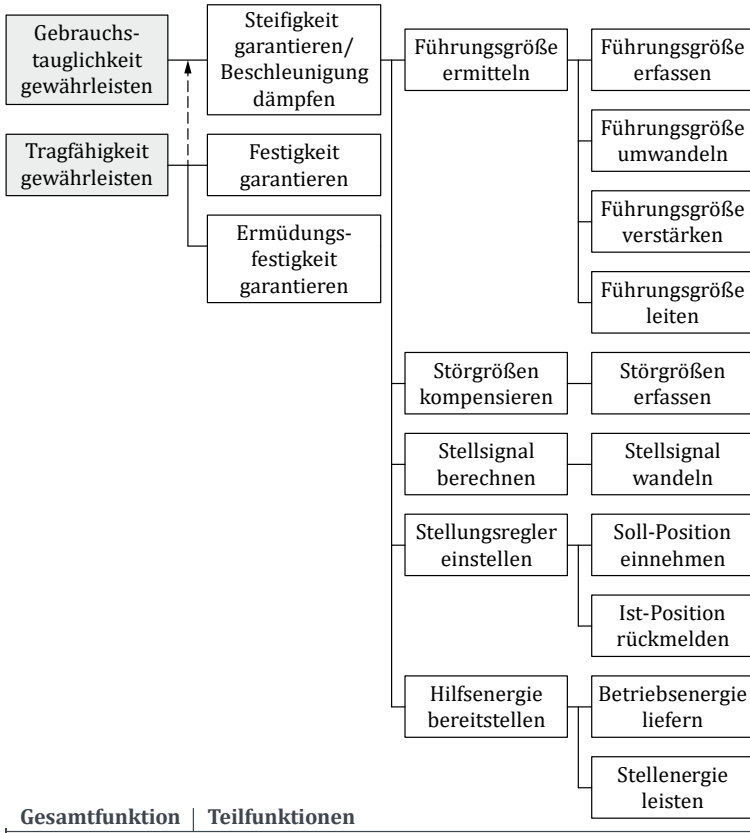 Gebrauchs-
tauglichkeit
gewährleisten
Tragfähigkeit
gewährleisten
Steifigkeit
garantieren/
Beschleunigung
dämpfen
Festigkeit
garantieren
Ermüdungs-
festigkeit
garantieren
Führungsgröße
ermitteln
Führungsgröße
erfassen
Führungsgröße
umwandeln
Führungsgröße
verstärken
Führungsgröße
leiten
Störgrößen
kompensieren
Störgrößen
erfassen
Stellsignal
berechnen
Stellsignal
wandeln
Stellungsregler
einstellen
Soll-Position
einnehmen
Ist-Position
rückmelden
Hilfsenergie
bereitstellen
Betriebsenergie
liefern
Stellenergie
leisten
Gesamtfunktion Teilfunktionen